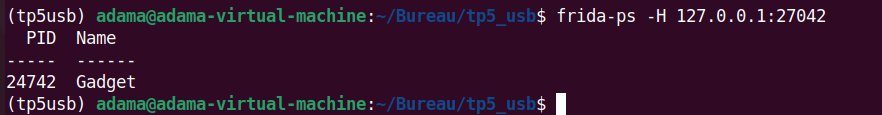 (tp5usb) adama@adama-virtual-machine:~/Bureau/tp5_usb$ frida-ps -H 127.0.0.1:27042
  PID  Name
-----  ------
24742  Gadget
(tp5usb) adama@adama-virtual-machine:~/Bureau/tp5_usb$